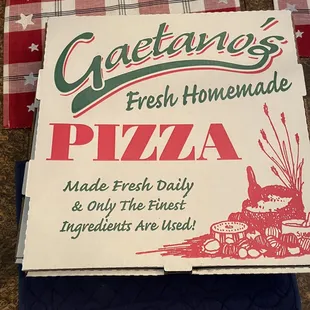 Gaetano's
Fresh Homemade
PIZZA
Made Fresh Daily
& Only The Finest
Ingredients Are Used!